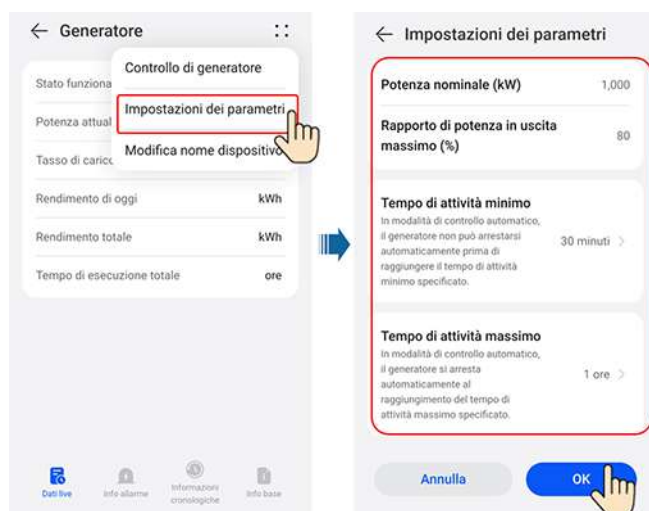 Generatore
Controllo di generatore
Stato funziona
Impostazioni dei parametri
Potenza attual
Modifica nome dispositivo
Tasso di caricc
Rendimento di oggi kWh
Rendimento totale kWh
Tempo di esecuzione totale ore
Dati live
Info allarme
Informazioni
cronologiche
Info base
Impostazioni dei parametri
Potenza nominale (kW) 1,000
Rapporto di potenza in uscita
massimo (%) 80
Tempo di attività minimo
In modalità di controllo automatico,
il generatore non può arrestarsi
automaticamente prima di
raggiungere il tempo di attività
minimo specificato.
30 minuti
Tempo di attività massimo
In modalità di controllo automatico,
il generatore si arresta
automaticamente al
raggiungimento del tempo di
attività massimo specificato.
1 ore
Annulla
OK